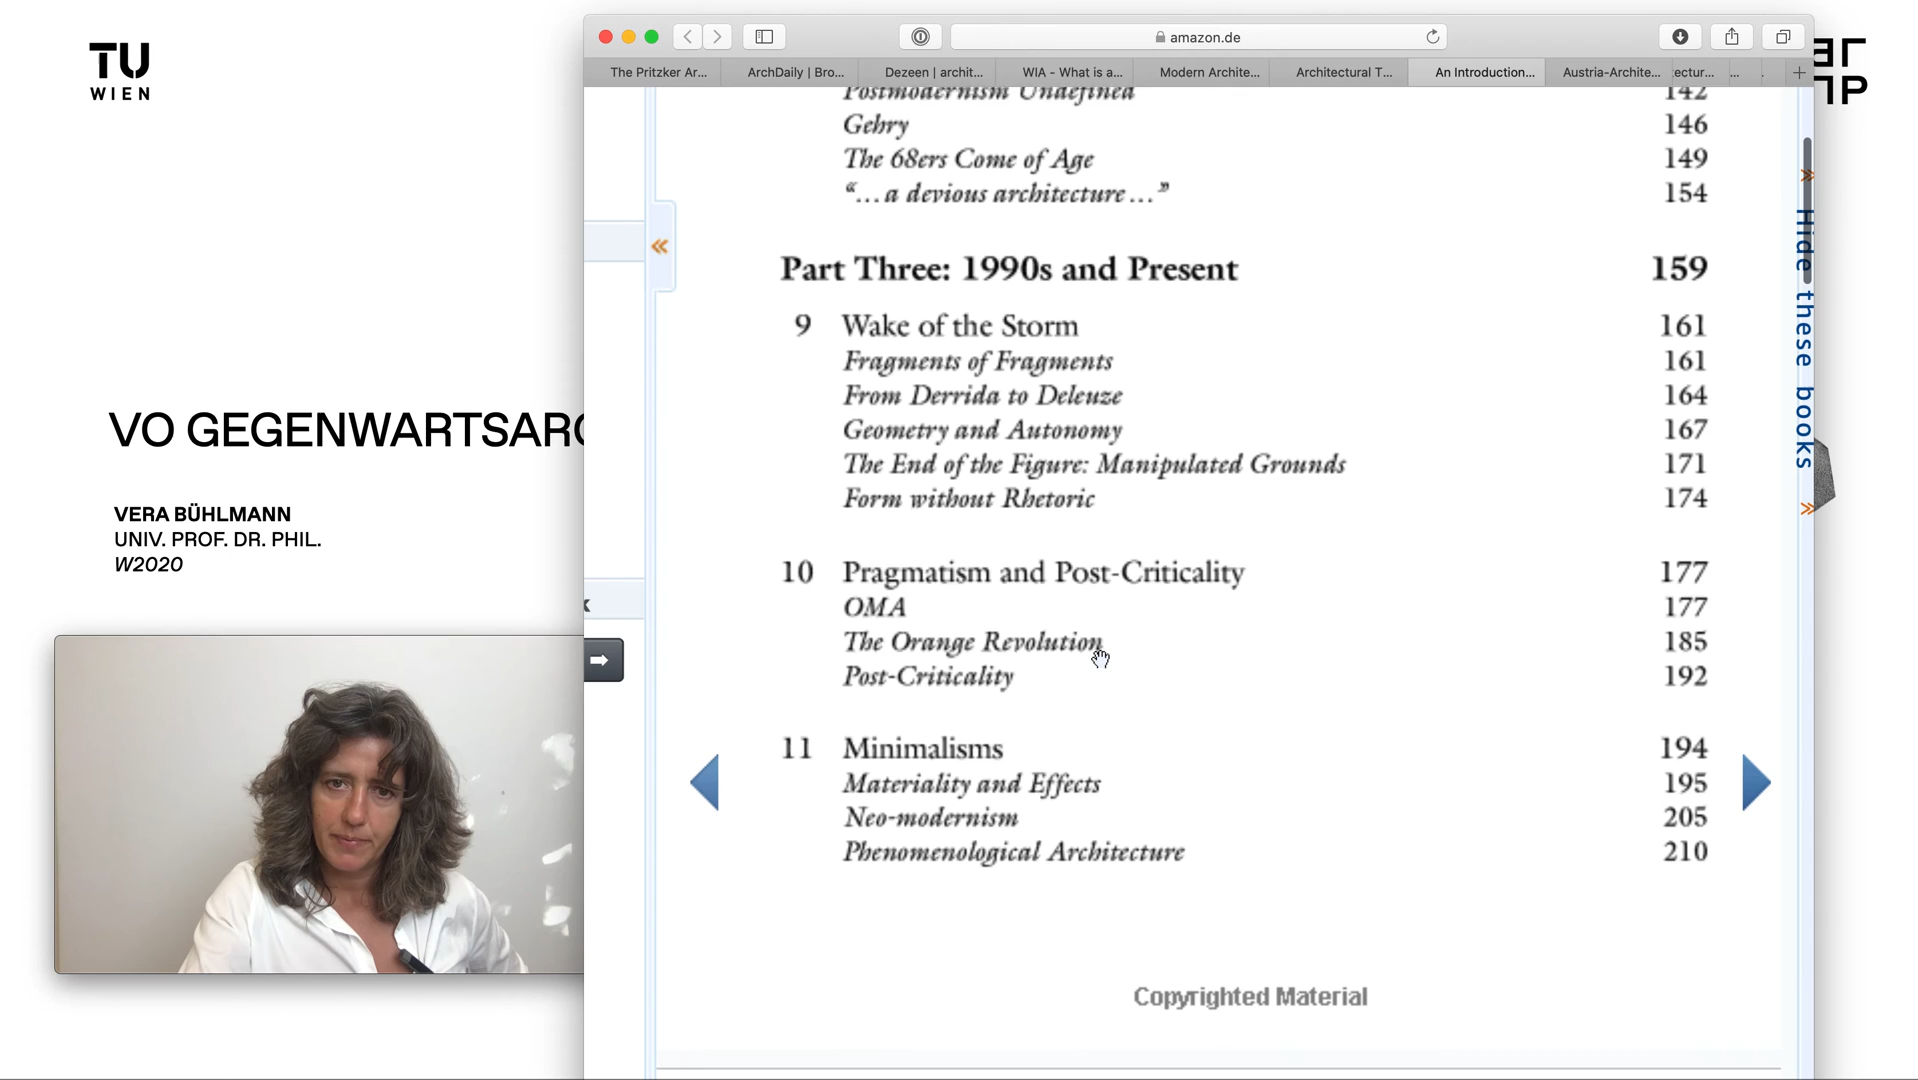 TU
WIEN
VO GEGENWARTSARC
VERA BÜHLMANN
UNIV. PROF. DR. PHIL.
W2020
amazon.de
The Pritzker Ar...
ArchDaily | Bro...
Dezeen | archit...
WIA - What is a...
Modern Archite...
Architectural T...
An Introduction...
Austria-Archite...
tectur...
...
Postmodernism Undefined 142
Gehry 146
The 68ers Come of Age 149
“...a devious architecture...” 154
Part Three: 1990s and Present 159
9 Wake of the Storm 161
Fragments of Fragments 161
From Derrida to Deleuze 164
Geometry and Autonomy 167
The End of the Figure: Manipulated Grounds 171
Form without Rhetoric 174
10 Pragmatism and Post-Criticality 177
OMA 177
The Orange Revolution 185
Post-Criticality 192
11 Minimalisms 194
Materiality and Effects 195
Neo-modernism 205
Phenomenological Architecture 210
Copyrighted Material
Hide these books